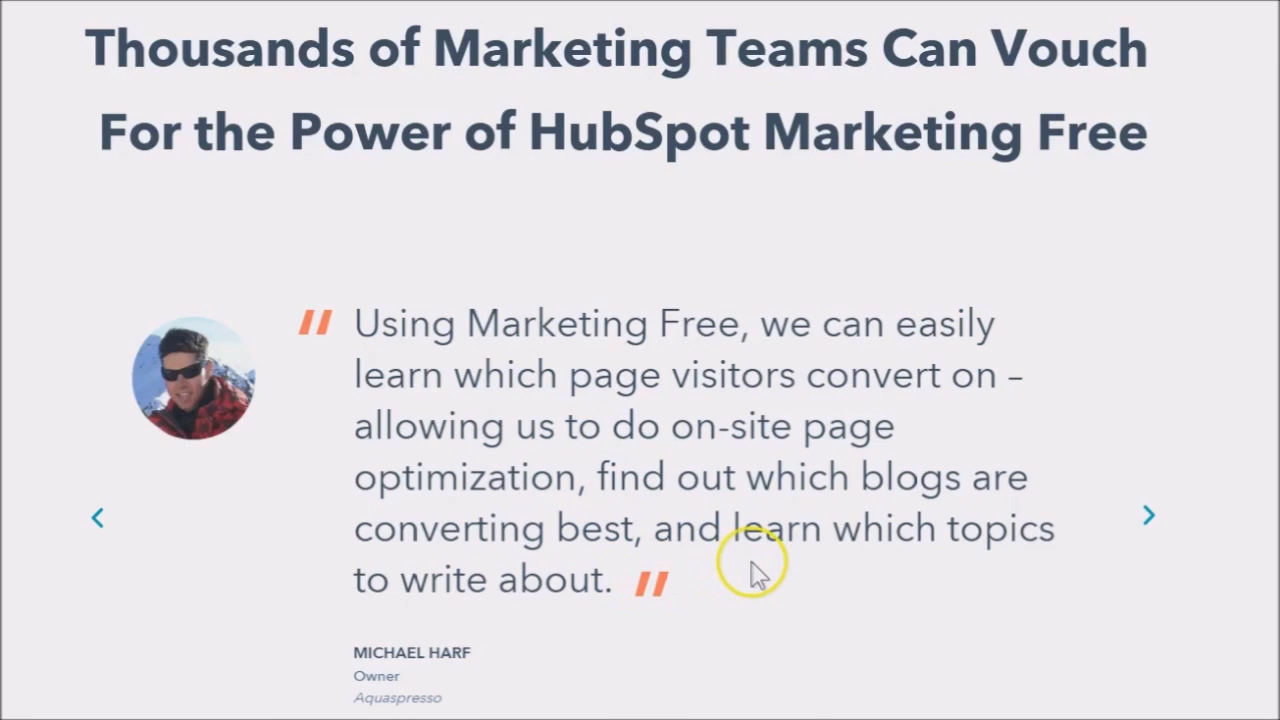 Thousands of Marketing Teams Can Vouch
For the Power of HubSpot Marketing Free
" Using Marketing Free, we can easily
learn which page visitors convert on –
allowing us to do on-site page
optimization, find out which blogs are
converting best, and learn which topics
to write about. "
MICHAEL HARF
Owner
Aquaspresso